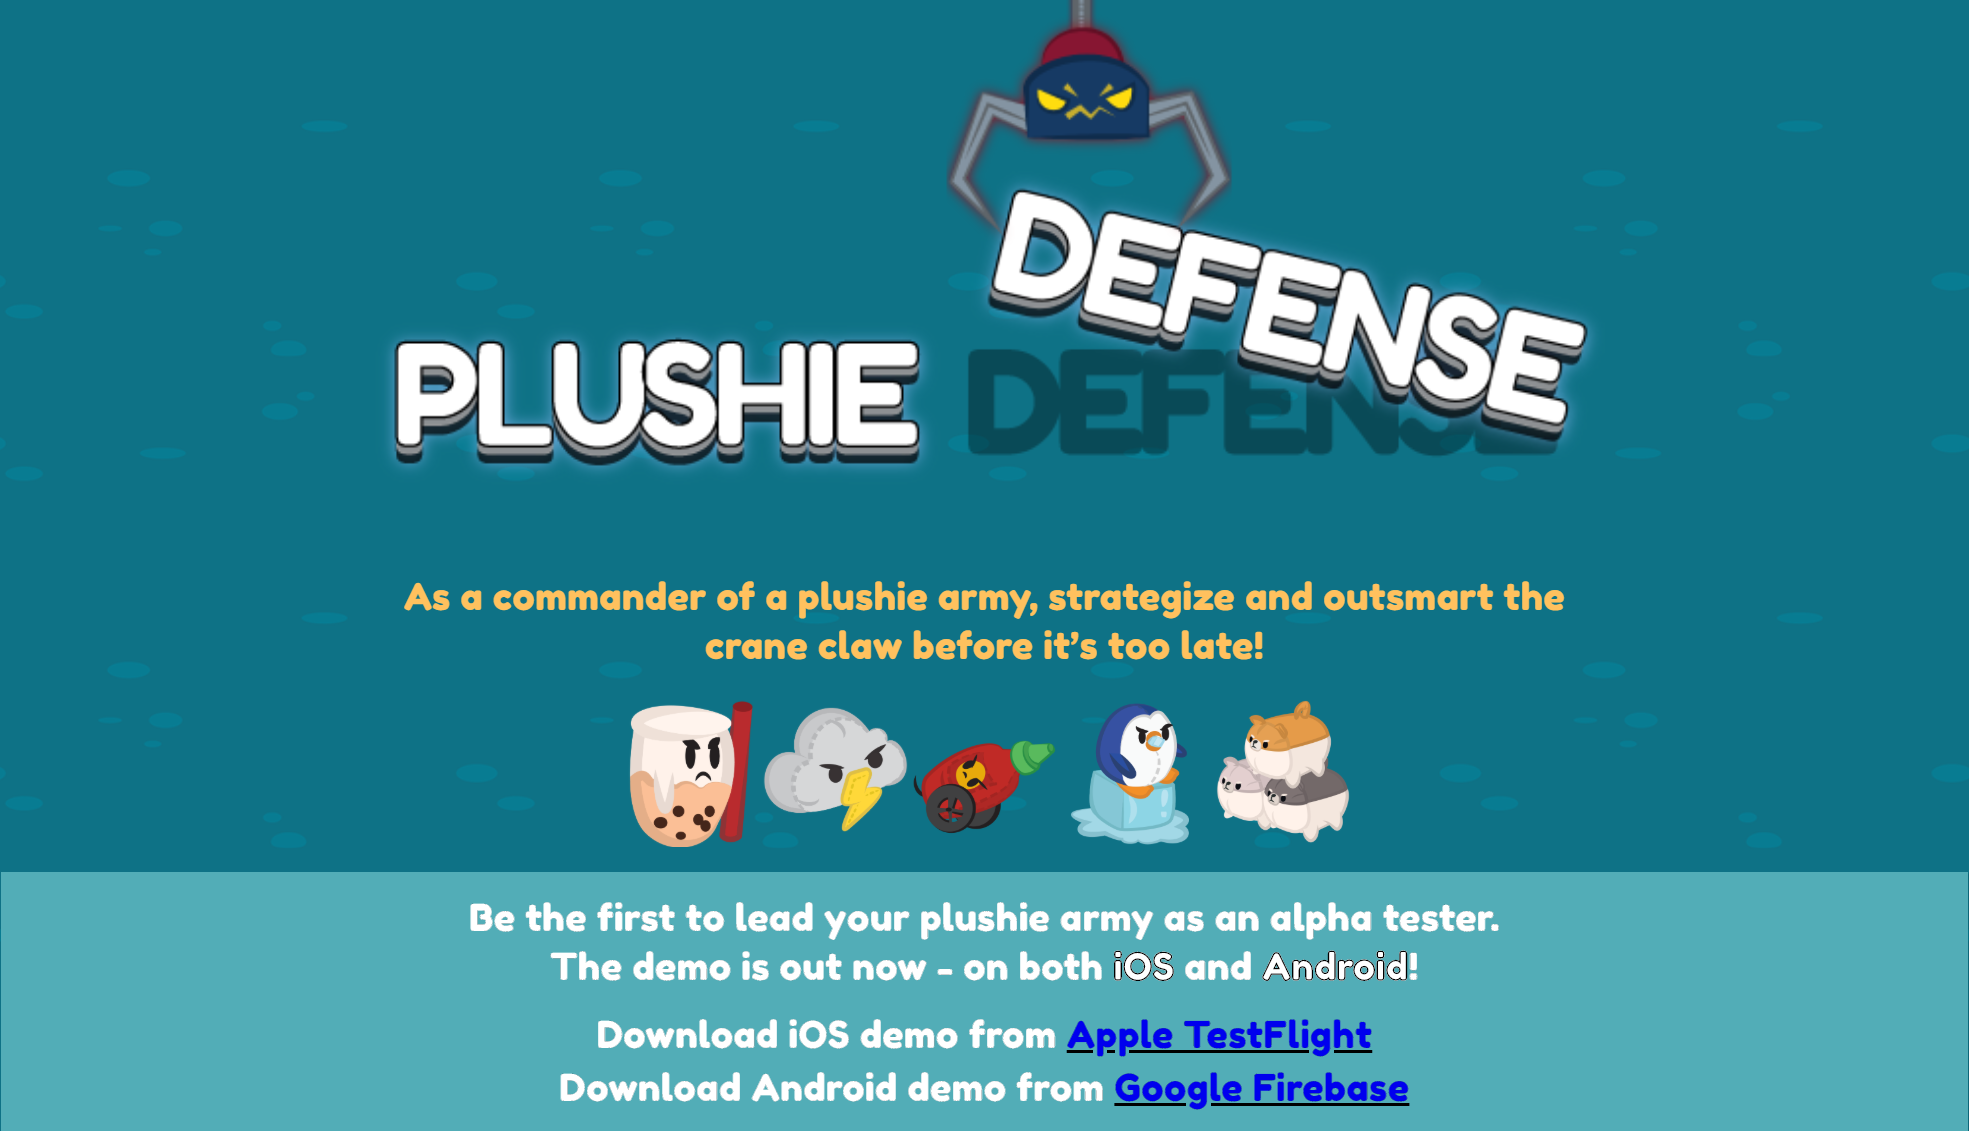 PLUSHIE DEFENSE
As a commander of a plushie army, strategize and outsmart the
crane claw before it’s too late!
Be the first to lead your plushie army as an alpha tester.
The demo is out now - on both iOS and Android!
Download iOS demo from Apple TestFlight
Download Android demo from Google Firebase